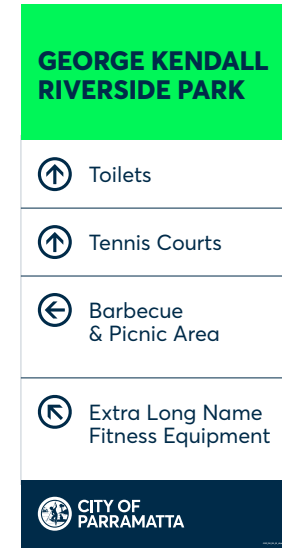 GEORGE KENDALL
RIVERSIDE PARK
Toilets
Tennis Courts
Barbecue
& Picnic Area
Extra Long Name
Fitness Equipment
CITY OF
PARRAMATTA